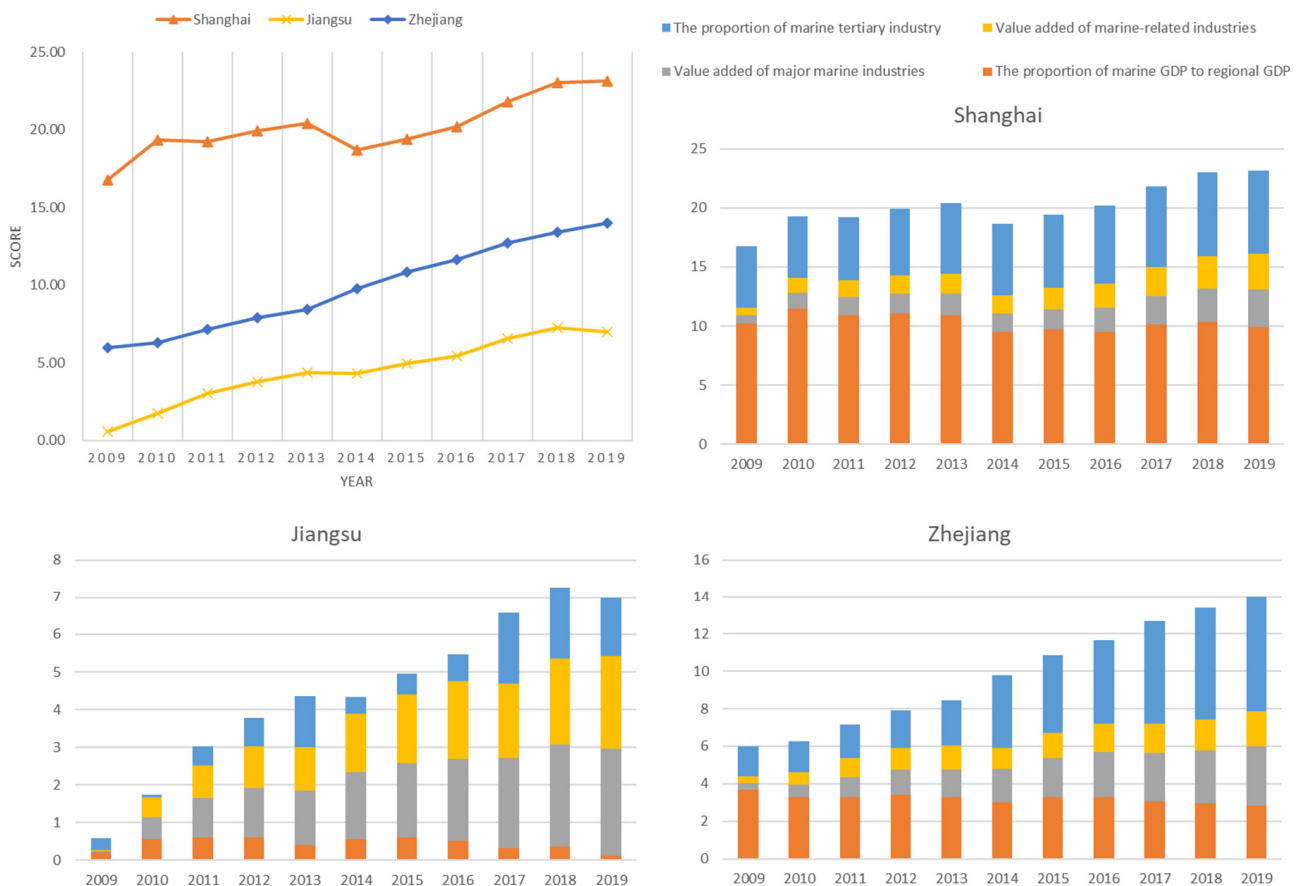 Shanghai Jiangsu Zhejiang
25.00
20.00
15.00
10.00
5.00
0.00
SCORE
2009 2010 2011 2012 2013 2014 2015 2016 2017 2018 2019
YEAR
The proportion of marine tertiary industry Value added of marine-related industries
Value added of major marine industries The proportion of marine GDP to regional GDP
Shanghai
25
20
15
10
5
0
2009 2010 2011 2012 2013 2014 2015 2016 2017 2018 2019
Jiangsu
8
7
6
5
4
3
2
1
0
2009 2010 2011 2012 2013 2014 2015 2016 2017 2018 2019
Zhejiang
16
14
12
10
8
6
4
2
0
2009 2010 2011 2012 2013 2014 2015 2016 2017 2018 2019